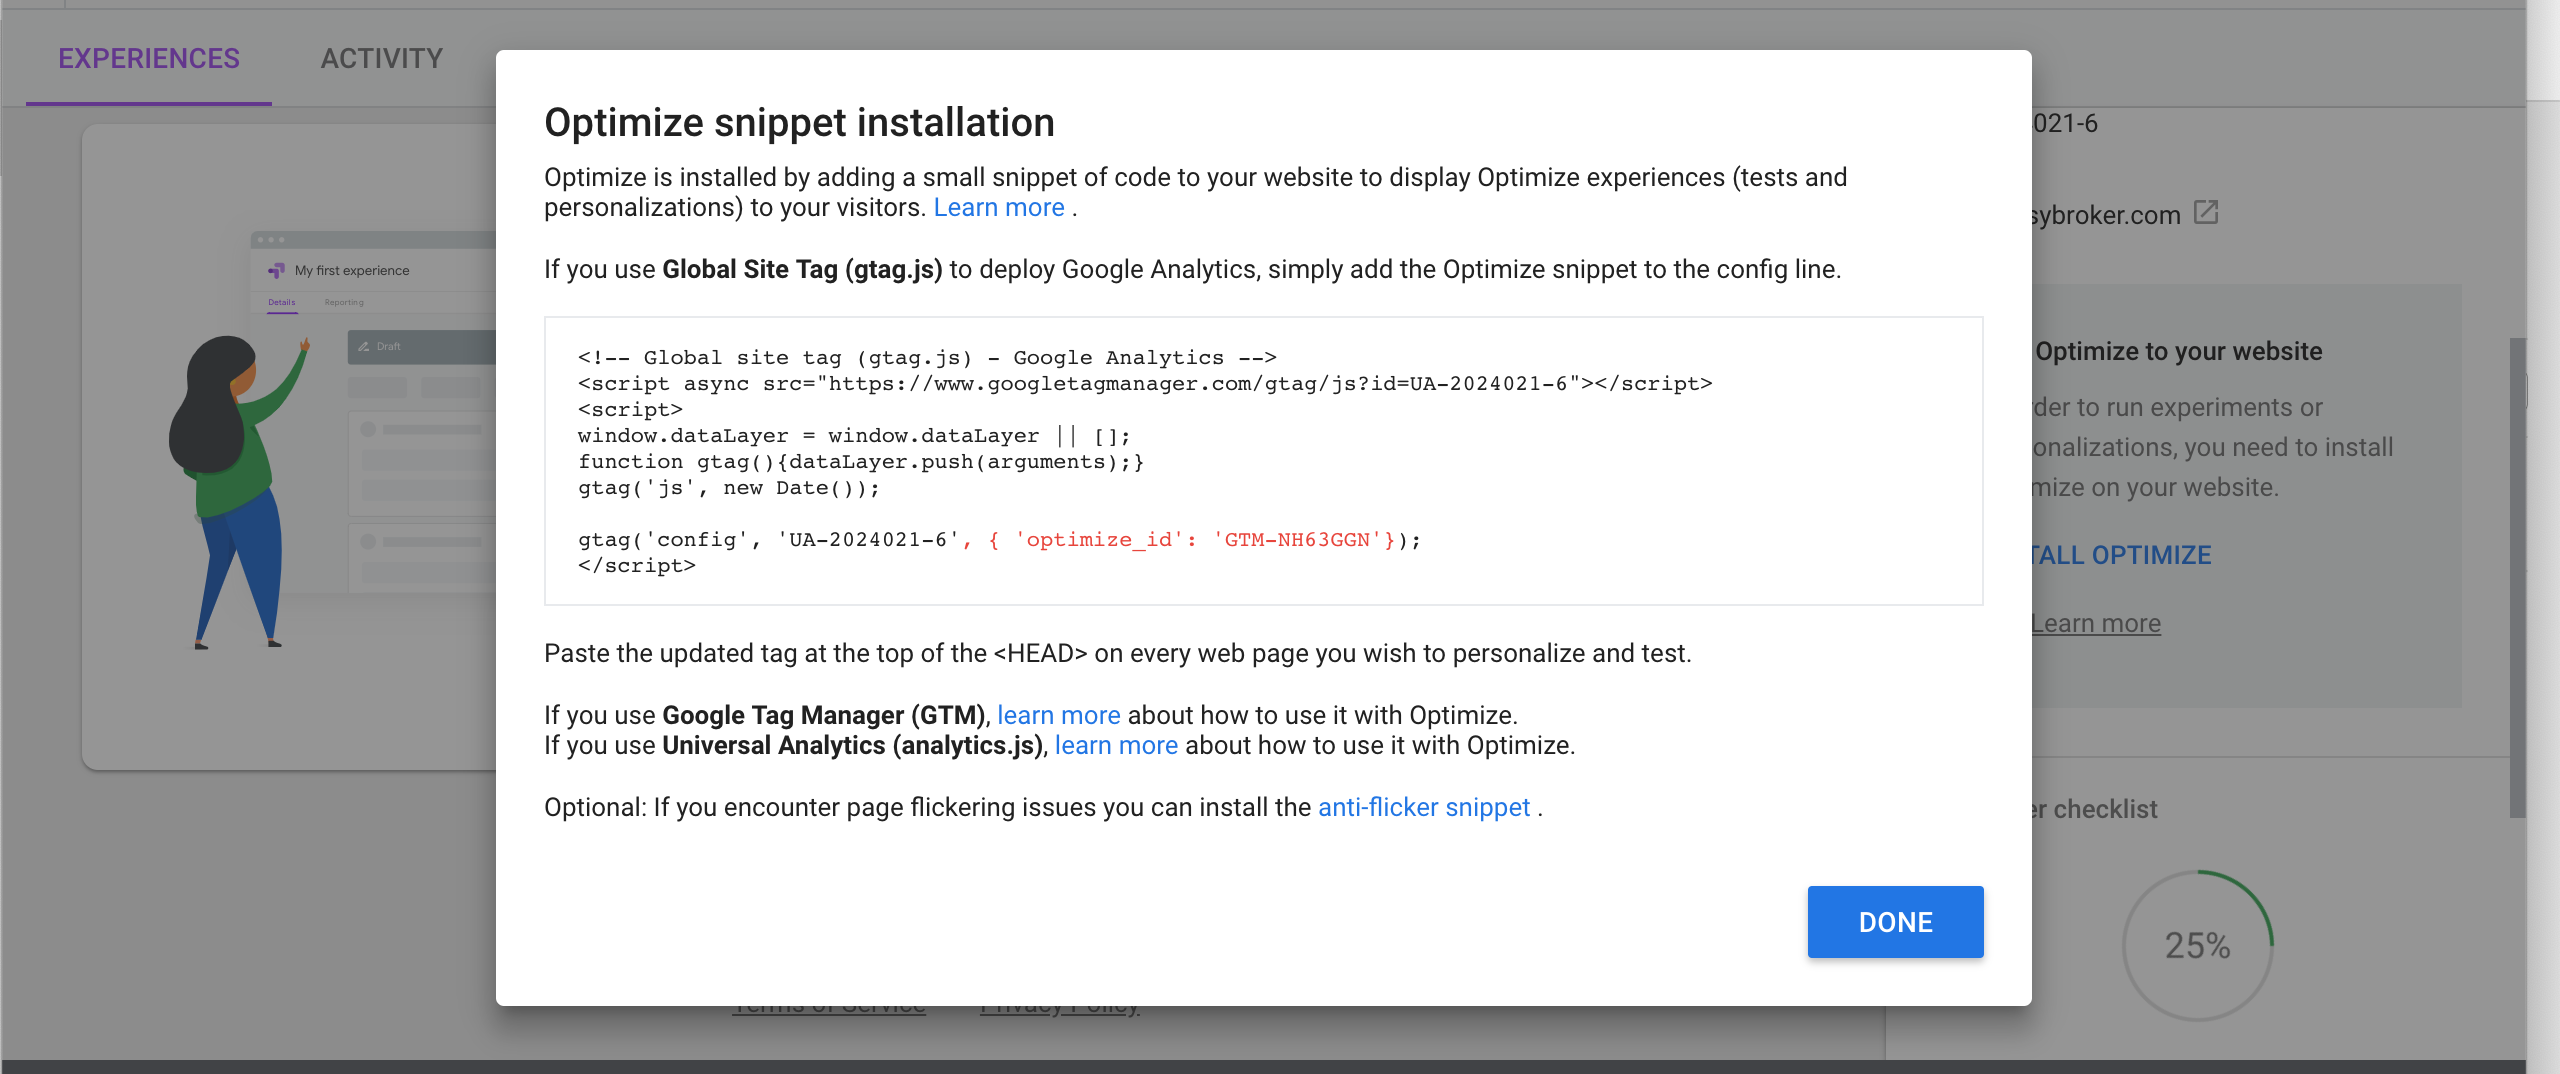 EXPERIENCES
ACTIVITY
My first experience
Details
Reporting
Draft
Optimize snippet installation
Optimize is installed by adding a small snippet of code to your website to display Optimize experiences (tests and
personalizations) to your visitors. Learn more .
If you use Global Site Tag (gtag.js) to deploy Google Analytics, simply add the Optimize snippet to the config line.
<!-- Global site tag (gtag.js) - Google Analytics -->
<script async src="https://www.googletagmanager.com/gtag/js?id=UA-2024021-6"></script>
<script>
window.dataLayer = window.dataLayer || [];
function gtag(){dataLayer.push(arguments);}
gtag('js', new Date());
gtag('config', 'UA-2024021-6', { 'optimize_id': 'GTM-NH63GGN'});
</script>
Paste the updated tag at the top of the <HEAD> on every web page you wish to personalize and test.
If you use Google Tag Manager (GTM), learn more about how to use it with Optimize.
If you use Universal Analytics (analytics.js), learn more about how to use it with Optimize.
Optional: If you encounter page flickering issues you can install the anti-flicker snippet .
DONE
021-6
sybroker.com
Optimize to your website
rder to run experiments or
onalizations, you need to install
mize on your website.
TALL OPTIMIZE
Learn more
er checklist
25%
Terms of Service
Privacy Policy